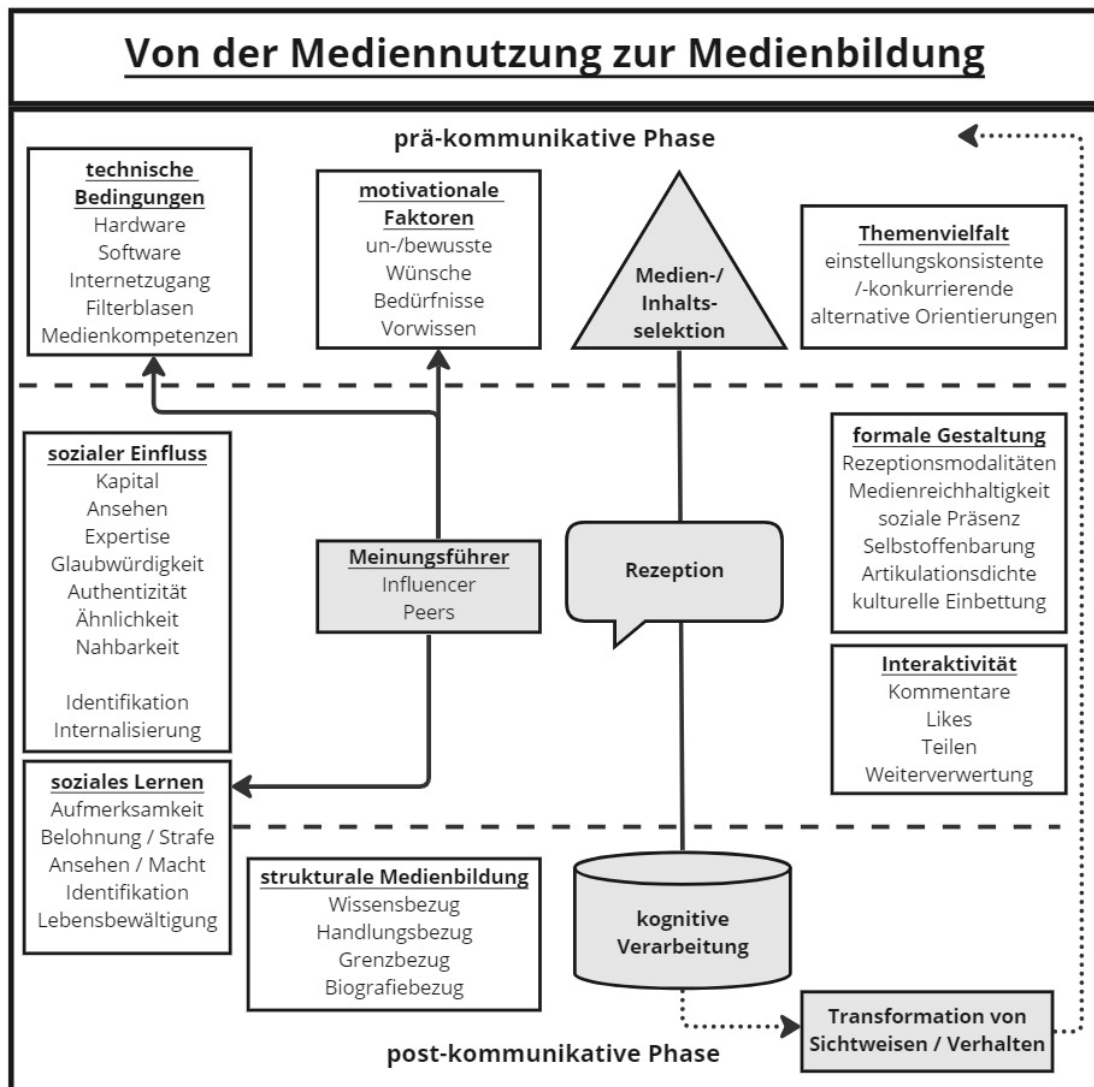 Von der Mediennutzung zur Medienbildung
prä-kommunikative Phase
technische
Bedingungen
Hardware
Software
Internetzugang
Filterblasen
Medienkompetenzen
motivationale
Faktoren
un-/bewusste
Wünsche
Bedürfnisse
Vorwissen
Medien-/
Inhalts-
selektion
Themenvielfalt
einstellungskonsistente
/-konkurrierende
alternative Orientierungen
sozialer Einfluss
Kapital
Ansehen
Expertise
Glaubwürdigkeit
Authentizität
Ähnlichkeit
Nahbarkeit
Identifikation
Internalisierung
Meinungsführer
Influencer
Peers
Rezeption
formale Gestaltung
Rezeptionsmodalitäten
Medienreichhaltigkeit
soziale Präsenz
Selbstoffenbarung
Artikulationsdichte
kulturelle Einbettung
Interaktivität
Kommentare
Likes
Teilen
Weiterverwertung
soziales Lernen
Aufmerksamkeit
Belohnung / Strafe
Ansehen / Macht
Identifikation
Lebensbewältigung
strukturale Medienbildung
Wissensbezug
Handlungsbezug
Grenzbezug
Biografiebezug
kognitive
Verarbeitung
Transformation von
Sichtweisen / Verhalten
post-kommunikative Phase